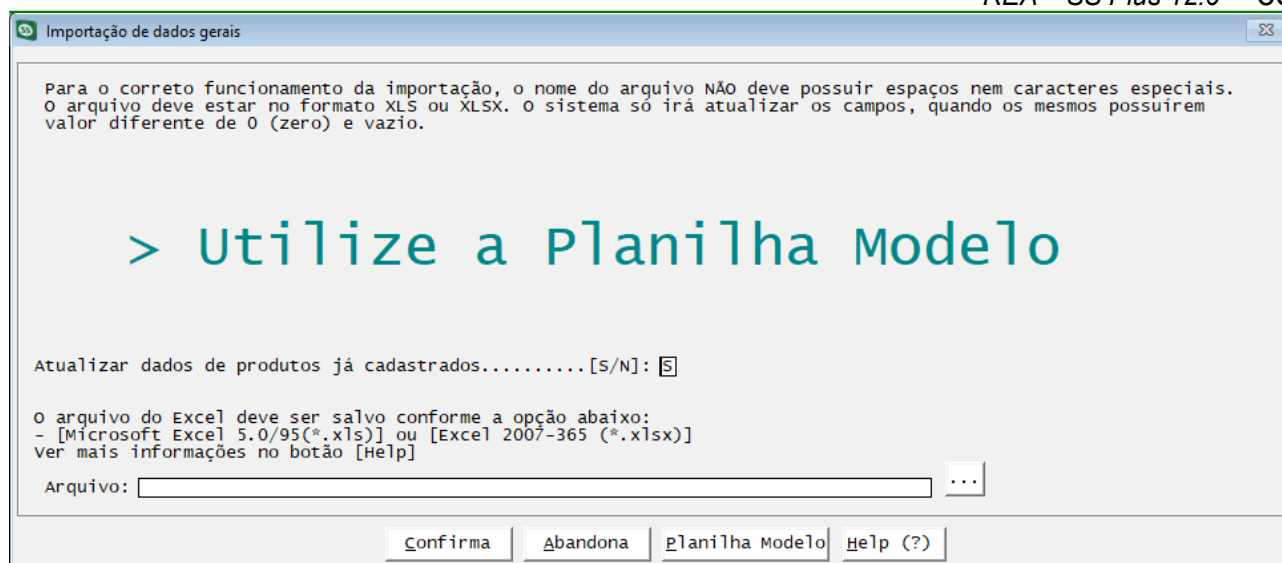 SS Importação de dados gerais
Para o correto funcionamento da importação, o nome do arquivo NÃO deve possuir espaços nem caracteres especiais.
O arquivo deve estar no formato XLS ou XLSX. O sistema só irá atualizar os campos, quando os mesmos possuírem
valor diferente de 0 (zero) e vazio.
> Utilize a Planilha Modelo
Atualizar dados de produtos já cadastrados..........[S/N]: S
O arquivo do Excel deve ser salvo conforme a opção abaixo:
- [Microsoft Excel 5.0/95(*.xls)] ou [Excel 2007-365 (*.xlsx)]
Ver mais informações no botão [Help]
Arquivo: ...
Confirma Abandona Planilha Modelo Help (?)